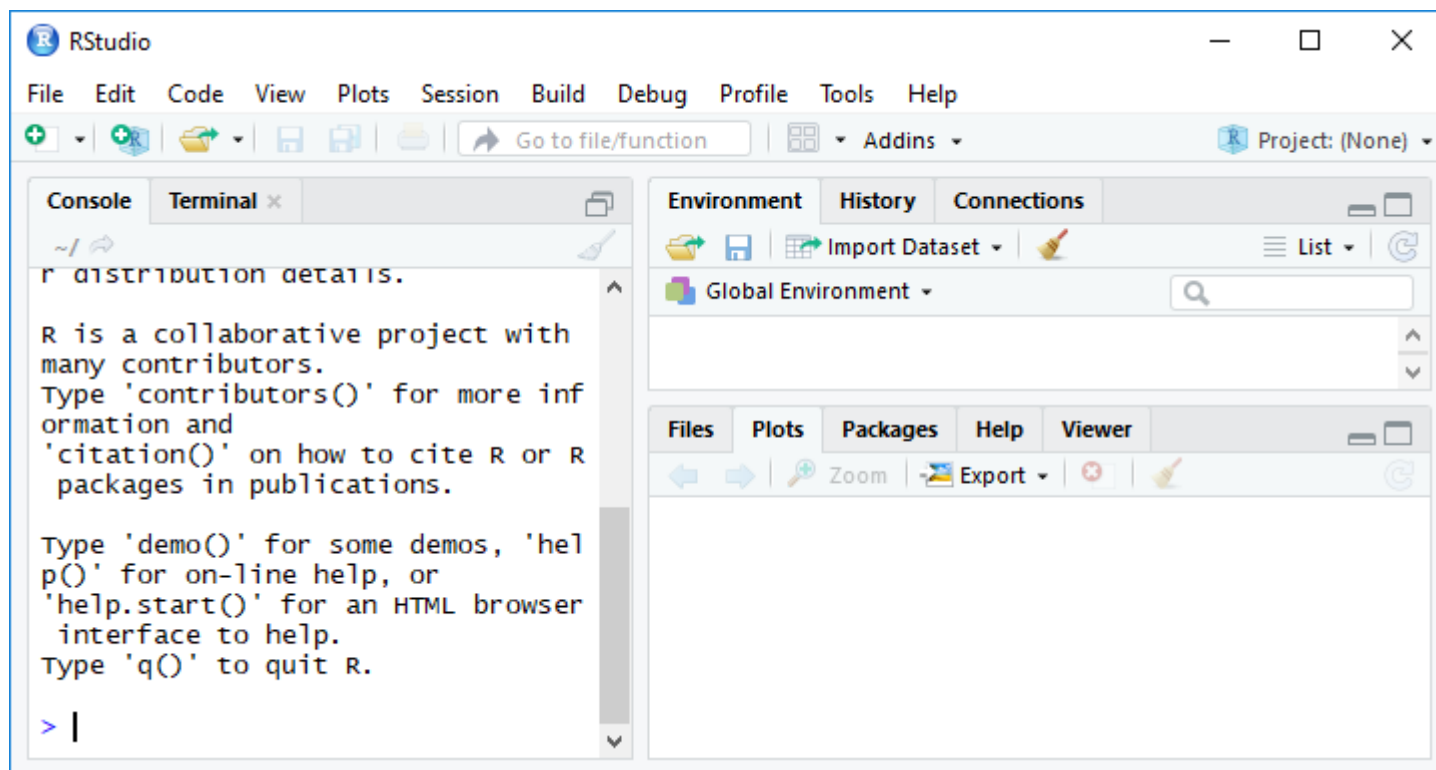 RStudio
File Edit Code View Plots Session Build Debug Profile Tools Help
Go to file/function Addins Project: (None)
Console Terminal
~/
r distribution details.
R is a collaborative project with
many contributors.
Type 'contributors()' for more inf
ormation and
'citation()' on how to cite R or R
packages in publications.
Type 'demo()' for some demos, 'hel
p()' for on-line help, or
'help.start()' for an HTML browser
interface to help.
Type 'q()' to quit R.
>
Environment History Connections
Import Dataset List
Global Environment
Files Plots Packages Help Viewer
Zoom Export